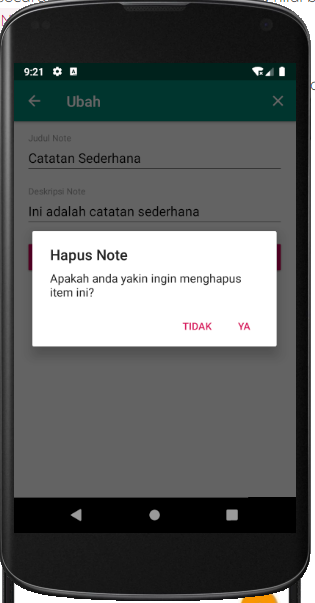 9:21
Ubah
Judul Note
Catatan Sederhana
Deskripsi Note
Ini adalah catatan sederhana
Hapus Note
Apakah anda yakin ingin menghapus
item ini?
TIDAK YA